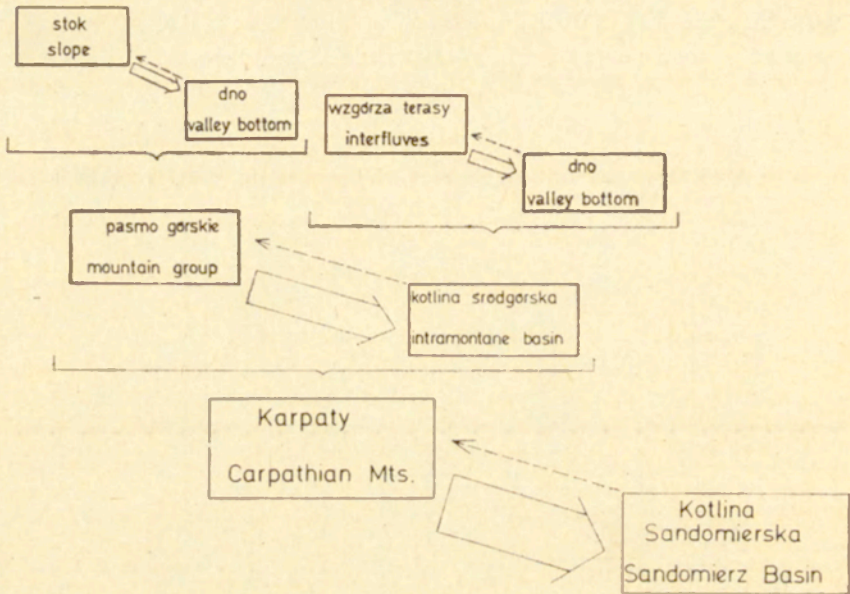 stok
slope
dno
valley bottom
wzgórza terasy
interfluves
dno
valley bottom
pasmo górskie
mountain group
kotlina śródgórska
intramontane basin
Karpaty
Carpathian Mts.
Kotlina
Sandomierska
Sandomierz Basin